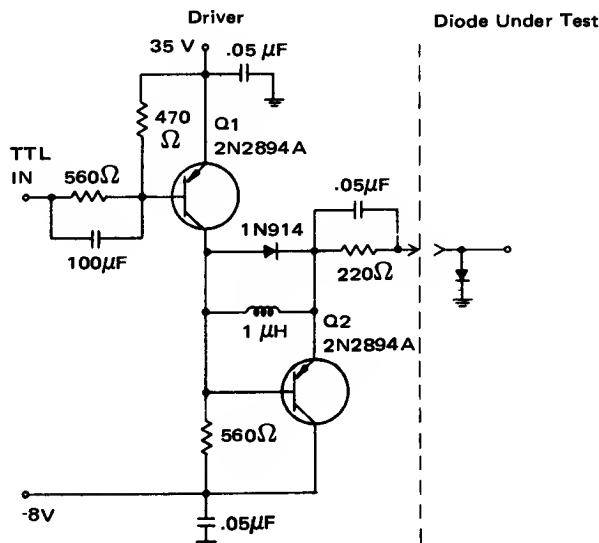 Driver
Diode Under Test
35 V
.05 μF
470
Ω
Q1
2N2894A
TTL
IN
560Ω
100μF
.05μF
1N914
220Ω
1 μH
Q2
2N2894A
560Ω
-8V
.05μF